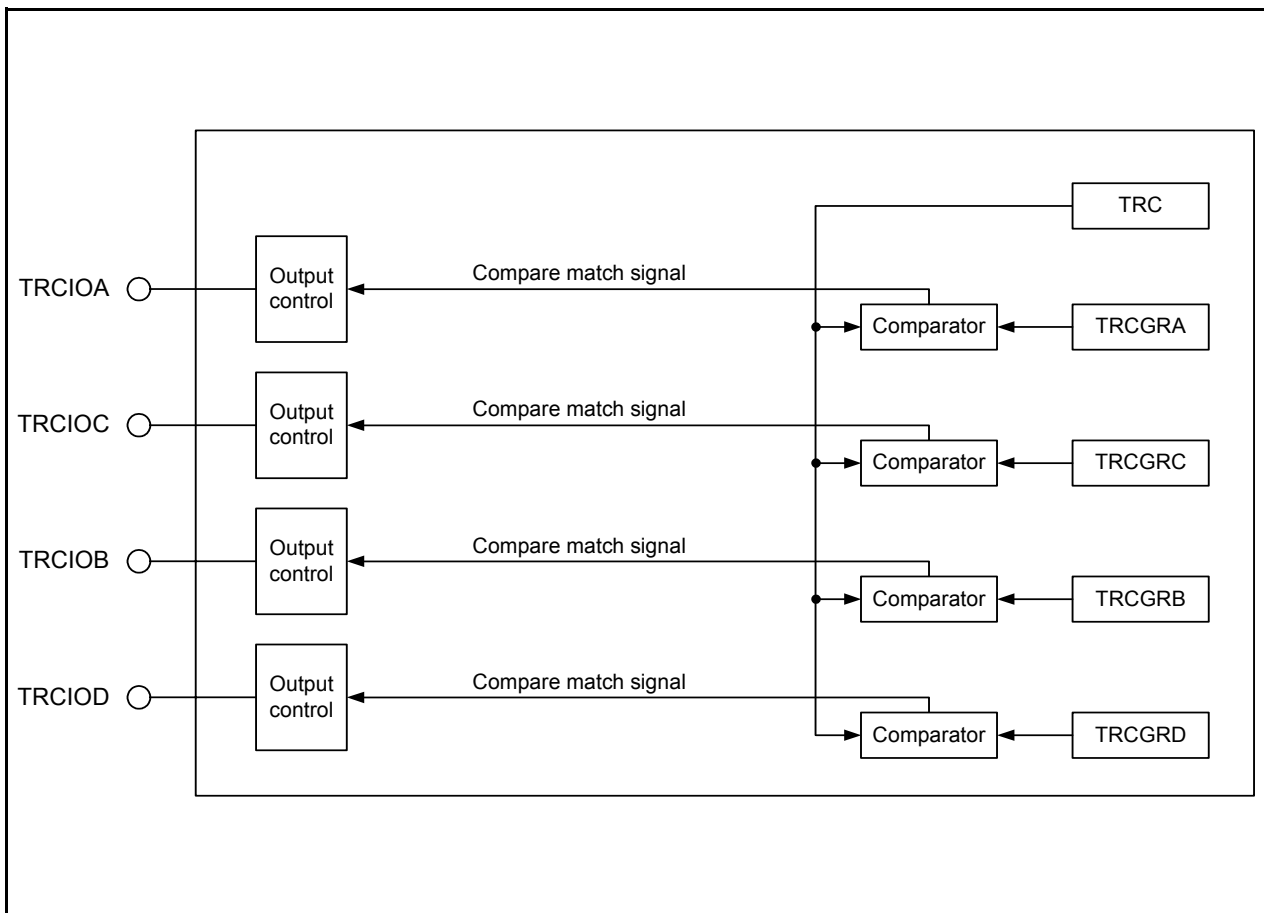 TRC
TRCIOA
Output
control
Compare match signal
Comparator
TRCGRA
TRCIOC
Output
control
Compare match signal
Comparator
TRCGRC
TRCIOB
Output
control
Compare match signal
Comparator
TRCGRB
TRCIOD
Output
control
Compare match signal
Comparator
TRCGRD